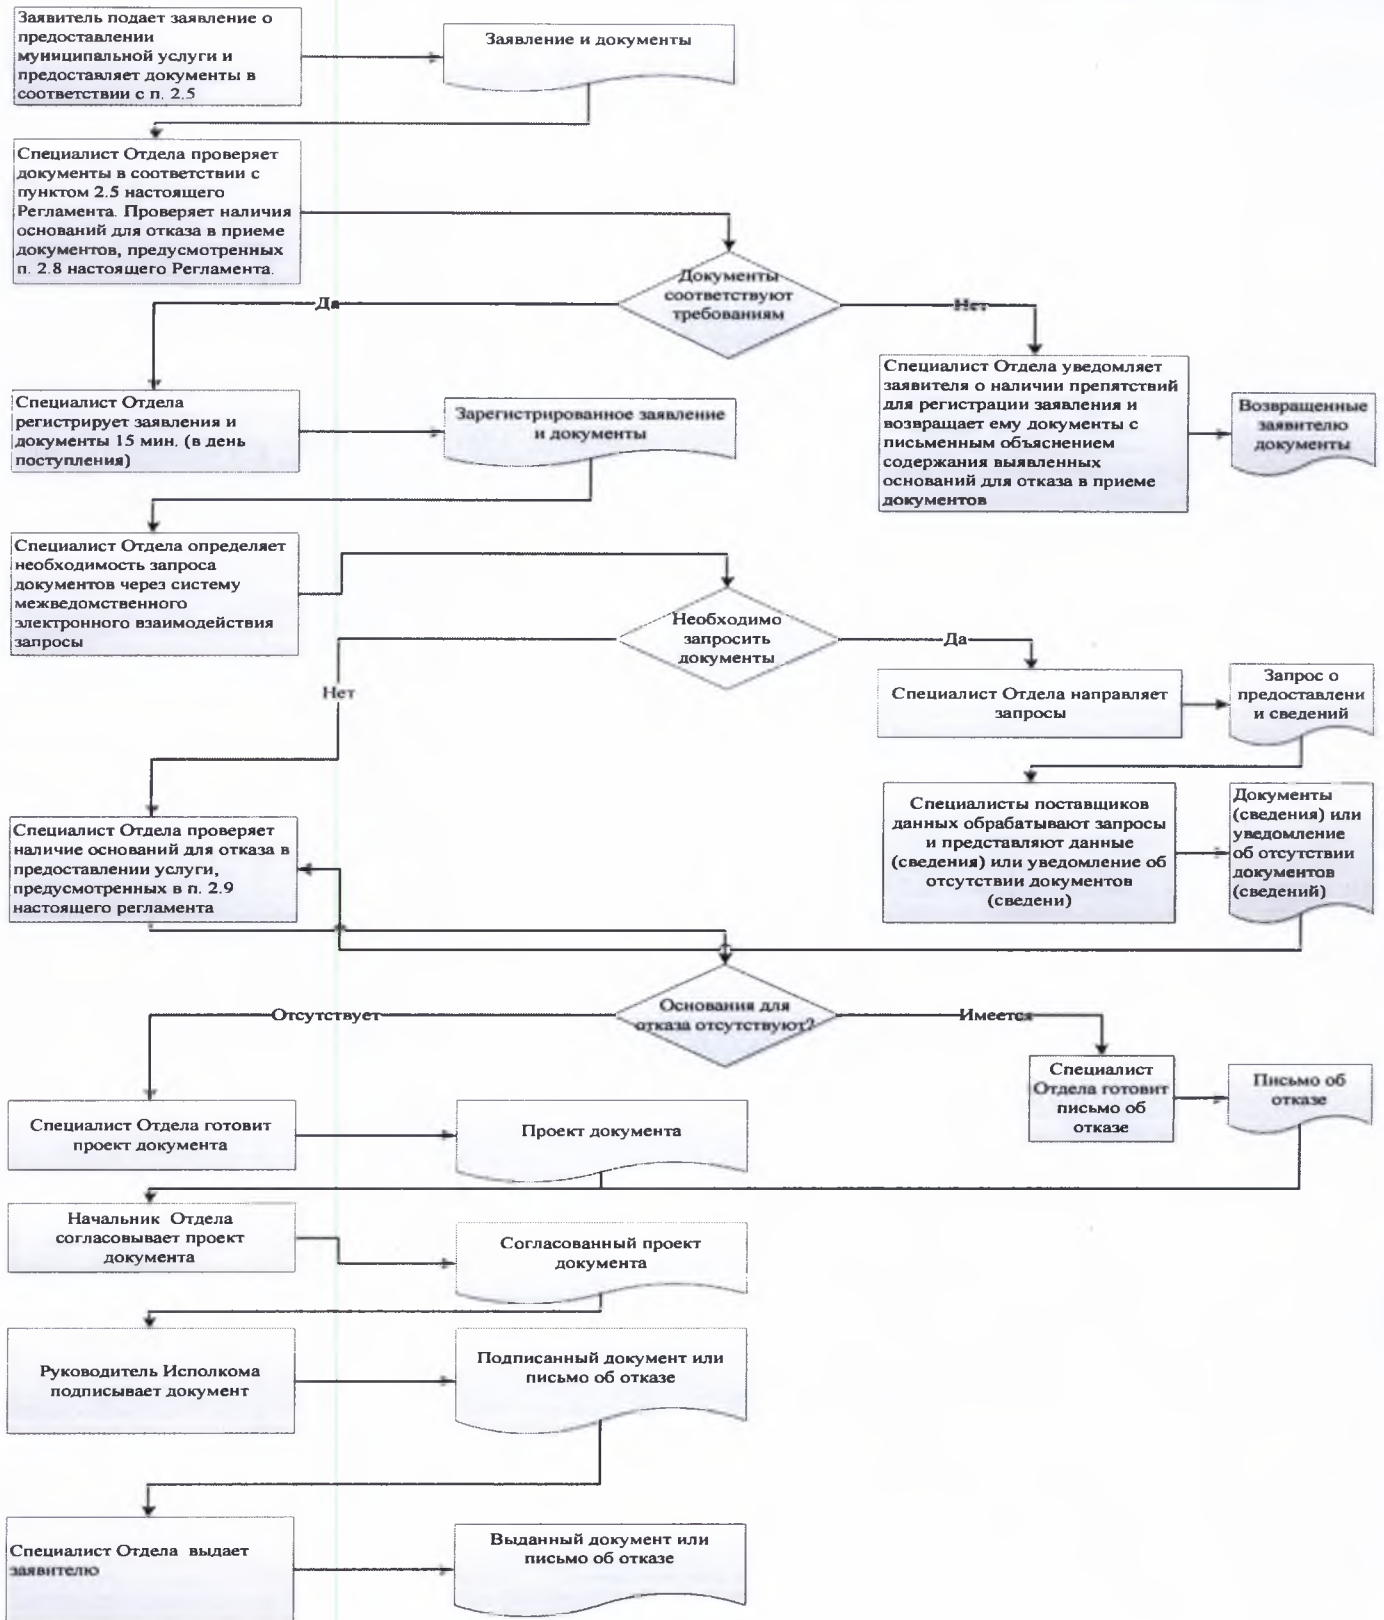 Заявитель подает заявление о
предоставлении
муниципальной услуги и
предоставляет документы в
соответствии с п. 2.5
Заявление и документы
Специалист Отдела проверяет
документы в соответствии с
пунктом 2.5 настоящего
Регламента. Проверяет наличия
оснований для отказа в приеме
документов, предусмотренных
п. 2.8 настоящего Регламента.
Документы
соответствуют
требованиям
Да
Нет
Специалист Отдела
регистрирует заявления и
документы 15 мин. (в день
поступления)
Зарегистрированное заявление
и документы
Специалист Отдела уведомляет
заявителя о наличии препятствий
для регистрации заявления и
возвращает ему документы с
письменным объяснением
содержания выявленных
оснований для отказа в приеме
документов
Возвращенные
заявителю
документы
Специалист Отдела определяет
необходимость запроса
документов через систему
межведомственного
электронного взаимодействия
запросы
Необходимо
запросить
документы
Да
Нет
Специалист Отдела направляет
запросы
Запрос о
предоставлени
и сведений
Специалист Отдела проверяет
наличие оснований для отказа в
предоставлении услуги,
предусмотренных в п. 2.9
настоящего регламента
Специалисты поставщиков
данных обрабатывают запросы
и представляют данные
(сведения) или уведомление об
отсутствии документов
(сведени)
Документы
(сведения) или
уведомление
об отсутствии
документов
(сведений)
Основания для
отказа отсутствуют?
Отсутствует
Имеется
Специалист
Отдела готовит
письмо об
отказе
Письмо об
отказе
Специалист Отдела готовит
проект документа
Проект документа
Начальник Отдела
согласовывает проект
документа
Согласованный проект
документа
Руководитель Исполкома
подписывает документ
Подписанный документ или
письмо об отказе
Специалист Отдела выдает
заявителю
Выданный документ или
письмо об отказе